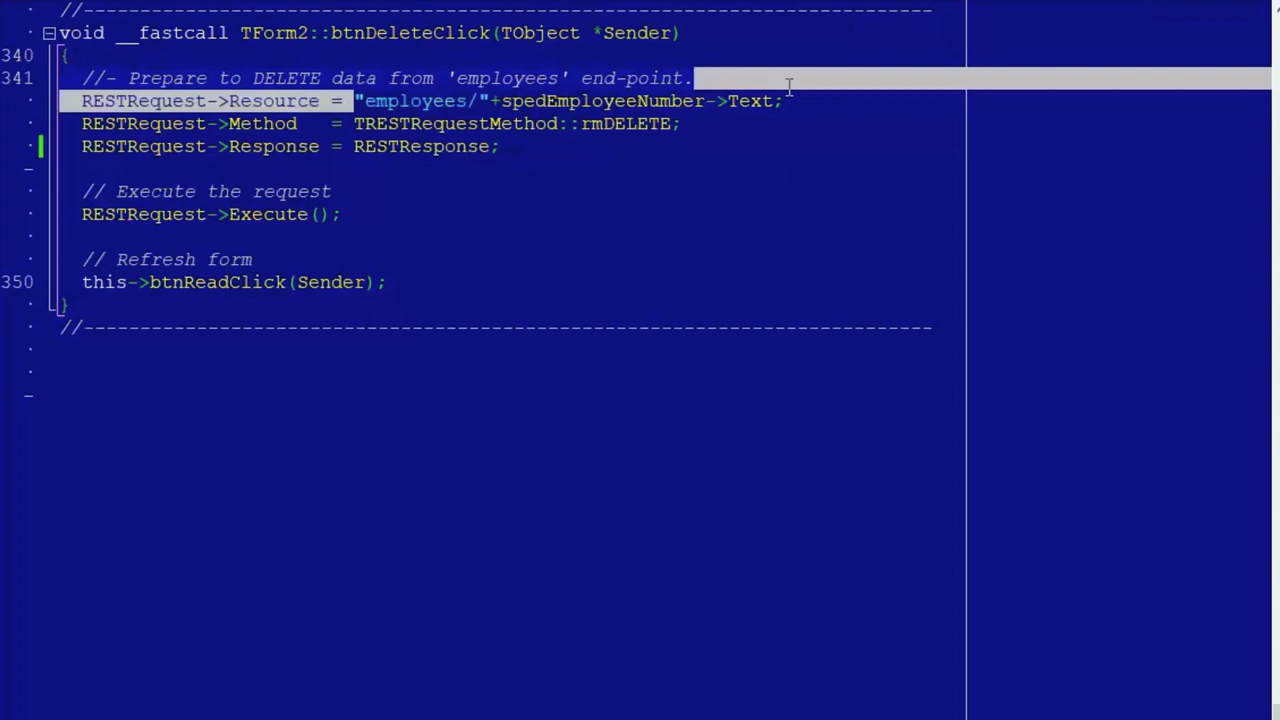 //---------------------------------------------------------------------------
void __fastcall TForm2::btnDeleteClick(TObject *Sender)
340 {
341 //- Prepare to DELETE data from 'employees' end-point.
RESTRequest->Resource = "employees/"+spedEmployeeNumber->Text;
RESTRequest->Method   = TRESTRequestMethod::rmDELETE;
RESTRequest->Response = RESTResponse;
// Execute the request
RESTRequest->Execute();
// Refresh form
350 this->btnReadClick(Sender);
}
//---------------------------------------------------------------------------